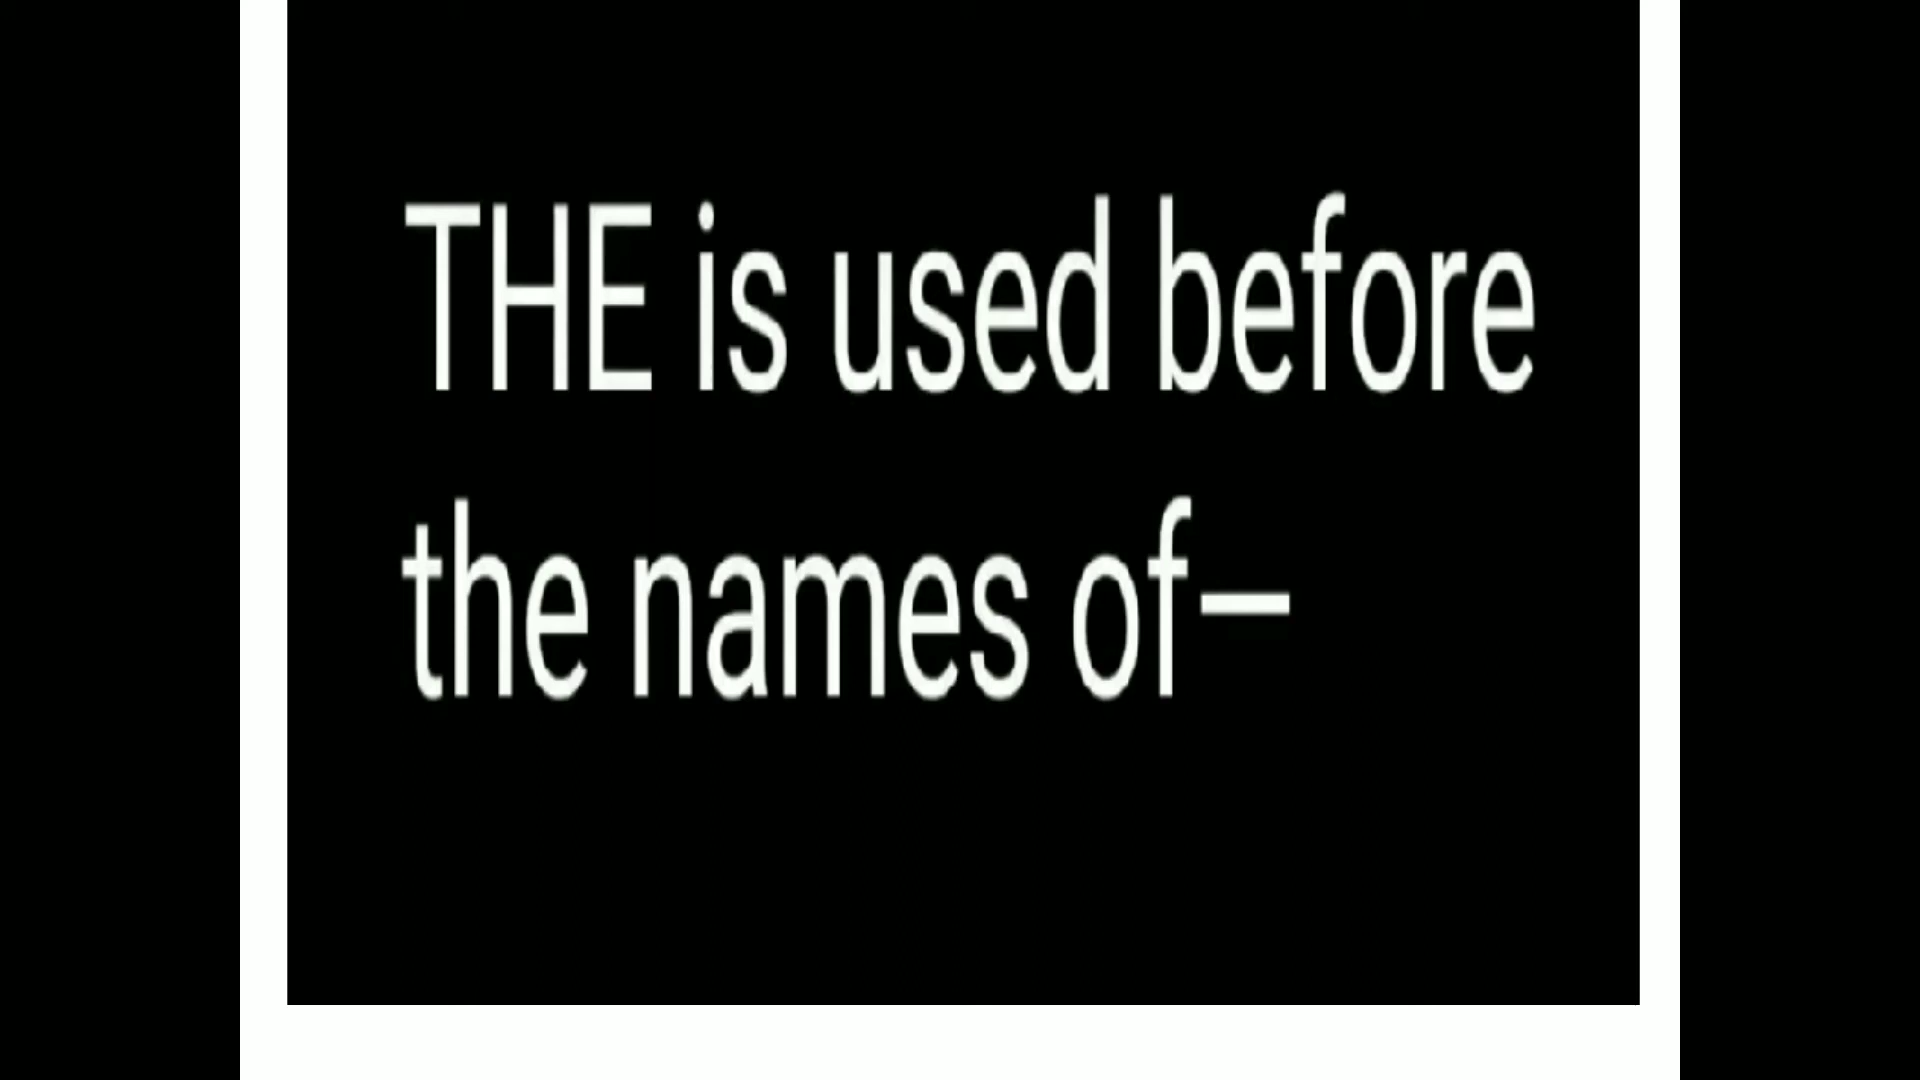 THE is used before
the names of—